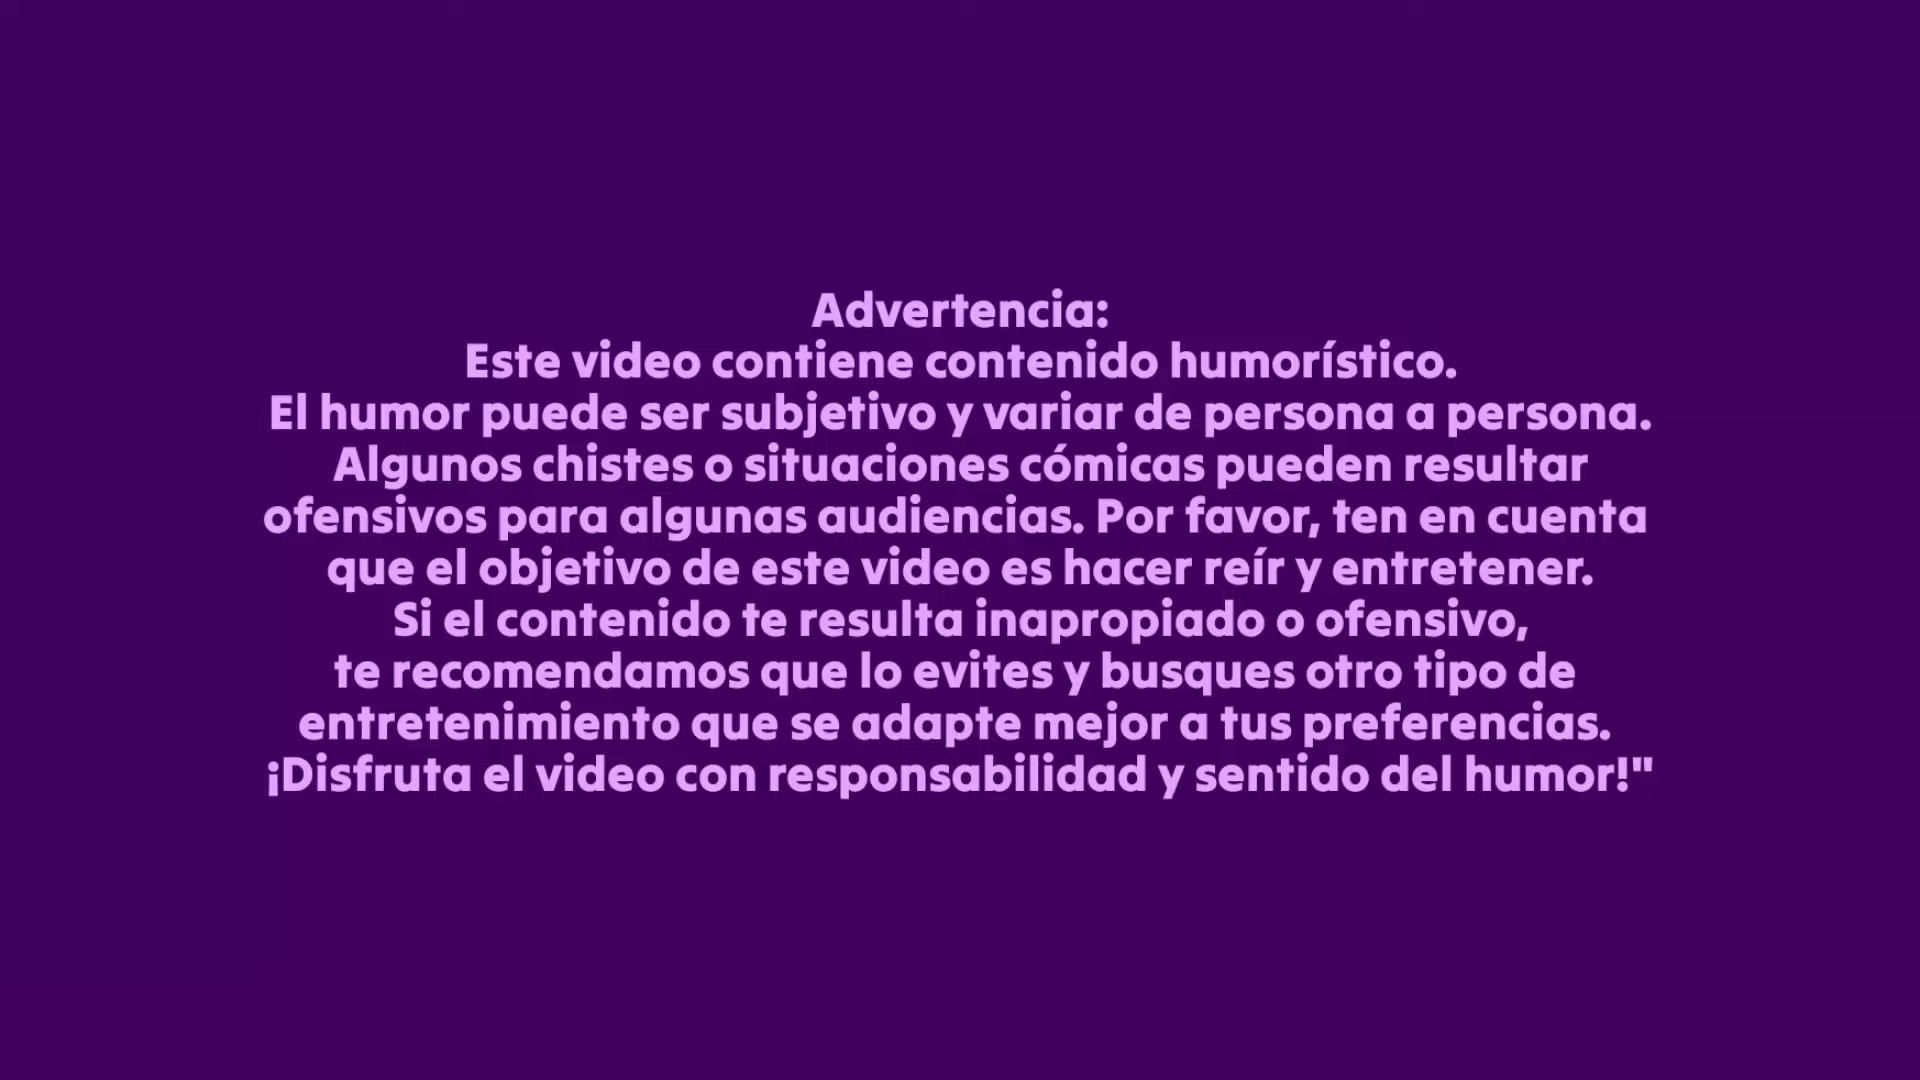 Advertencia:
Este video contiene contenido humorístico.
El humor puede ser subjetivo y variar de persona a persona.
Algunos chistes o situaciones cómicas pueden resultar
ofensivos para algunas audiencias. Por favor, ten en cuenta
que el objetivo de este video es hacer reír y entretener.
Si el contenido te resulta inapropiado o ofensivo,
te recomendamos que lo evites y busques otro tipo de
entretenimiento que se adapte mejor a tus preferencias.
¡Disfruta el video con responsabilidad y sentido del humor!"